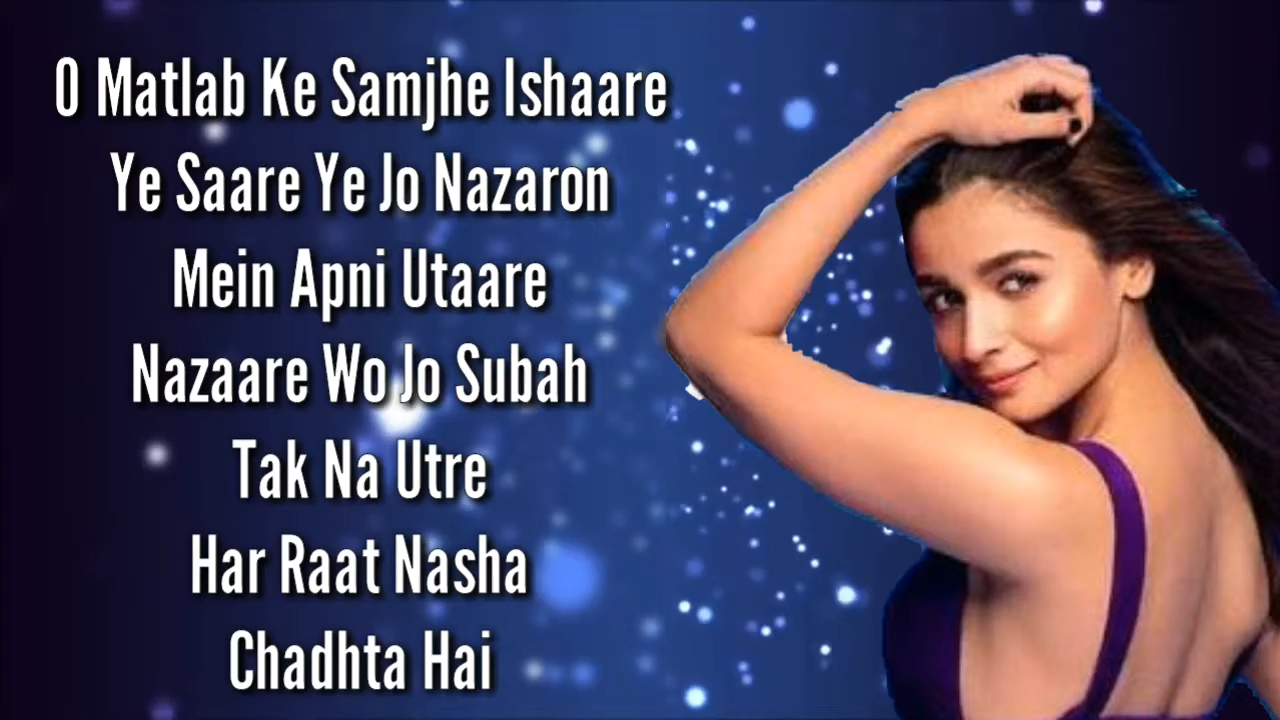 O Matlab Ke Samjhe Ishaare
Ye Saare Ye Jo Nazaron
Mein Apni Utaare
Nazaare Wo Jo Subah
Tak Na Utre
Har Raat Nasha
Chadhta Hai